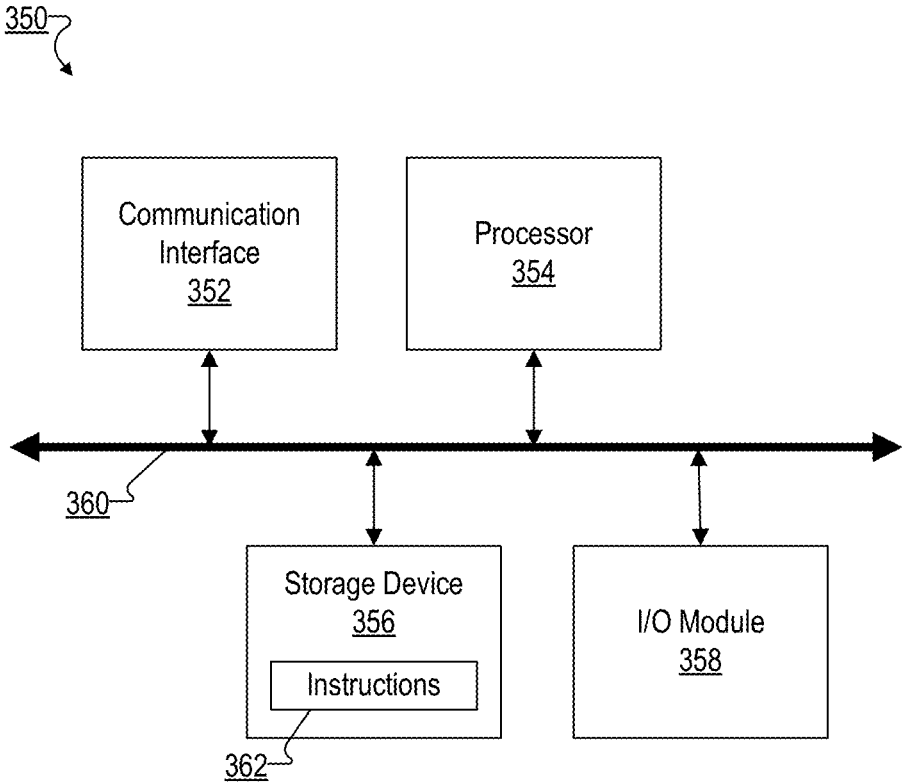 350
Communication
Interface
352
Processor
354
360
Storage Device
356
Instructions
362
I/O Module
358